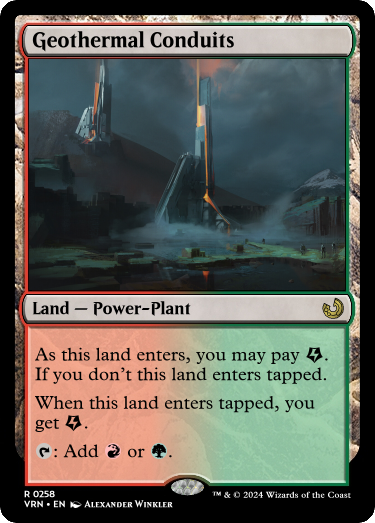 Geothermal Conduits
Land — Power-Plant
As this land enters, you may pay .
If you don't this land enters tapped.
When this land enters tapped, you
get .
: Add or .
R 0258
VRN • EN Alexander Winkler
™ & © 2024 Wizards of the Coast